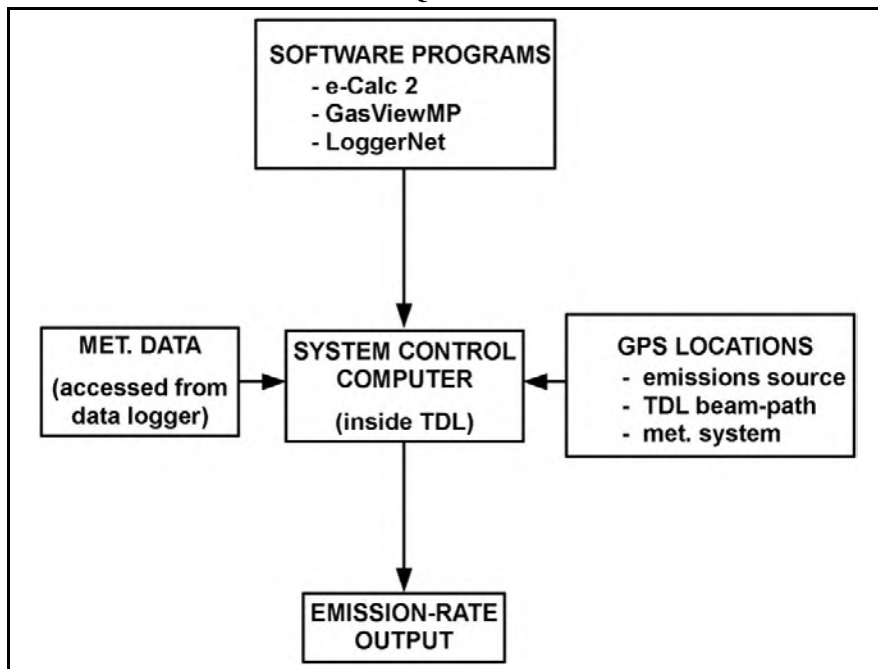 SOFTWARE PROGRAMS
- e-Calc 2
- GasViewMP
- LoggerNet
MET. DATA
(accessed from
data logger)
SYSTEM CONTROL
COMPUTER
(inside TDL)
GPS LOCATIONS
- emissions source
- TDL beam-path
- met. system
EMISSION-RATE
OUTPUT